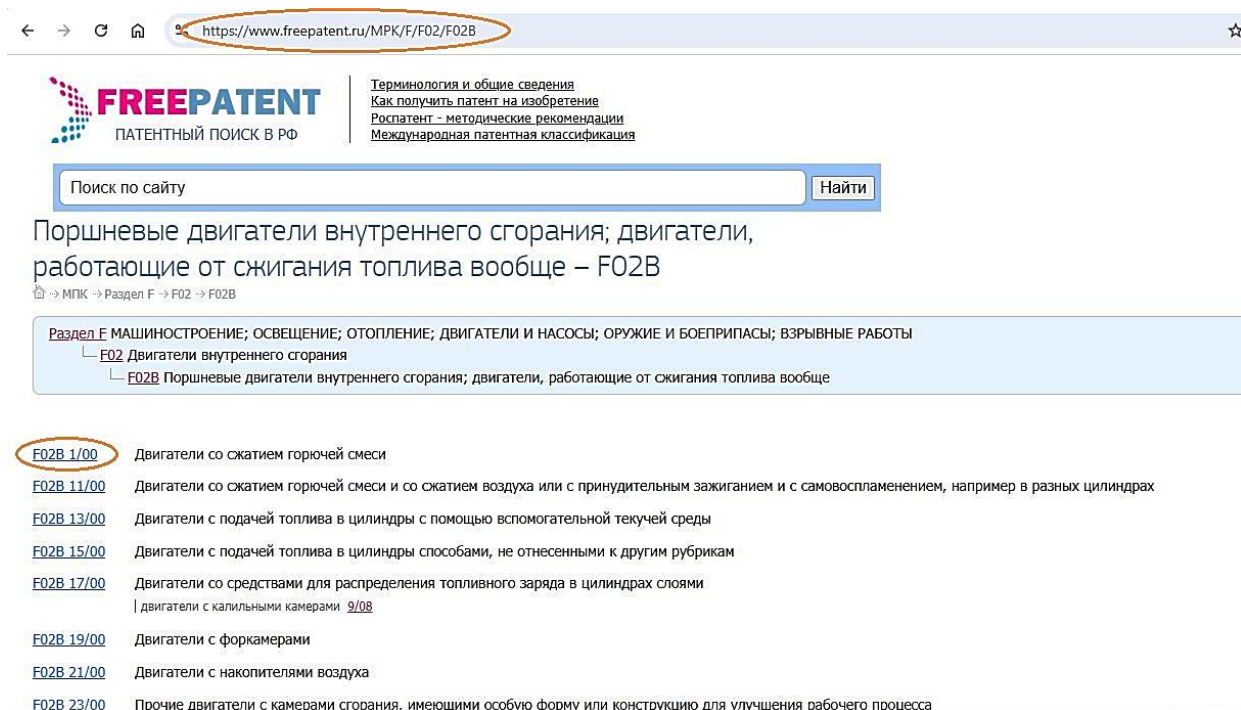 https://www.freepatent.ru/МРК/F/F02/F02B
FREEPATENT
ПАТЕНТНЫЙ ПОИСК В РФ
Терминология и общие сведения
Как получить патент на изобретение
Роспатент - методические рекомендации
Международная патентная классификация
Поиск по сайту
Найти
Поршневые двигатели внутреннего сгорания; двигатели,
работающие от сжигания топлива вообще – F02B
МПК Раздел F F02 F02B
Раздел F МАШИНОСТРОЕНИЕ; ОСВЕЩЕНИЕ; ОТОПЛЕНИЕ; ДВИГАТЕЛИ И НАСОСЫ; ОРУЖИЕ И БОЕПРИПАСЫ; ВЗРЫВНЫЕ РАБОТЫ
F02 Двигатели внутреннего сгорания
F02B Поршневые двигатели внутреннего сгорания; двигатели, работающие от сжигания топлива вообще
F02B 1/00 Двигатели со сжатием горючей смеси
F02B 11/00 Двигатели со сжатием горючей смеси и со сжатием воздуха или с принудительным зажиганием и с самовоспламенением, например в разных цилиндрах
F02B 13/00 Двигатели с подачей топлива в цилиндры с помощью вспомогательной текучей среды
F02B 15/00 Двигатели с подачей топлива в цилиндры способами, не отнесенными к другим рубрикам
F02B 17/00 Двигатели со средствами для распределения топливного заряда в цилиндрах слоями
| двигатели с калильными камерами 9/08
F02B 19/00 Двигатели с форкамерами
F02B 21/00 Двигатели с накопителями воздуха
F02B 23/00 Прочие двигатели с камерами сгорания, имеющими особую форму или конструкцию для улучшения рабочего процесса